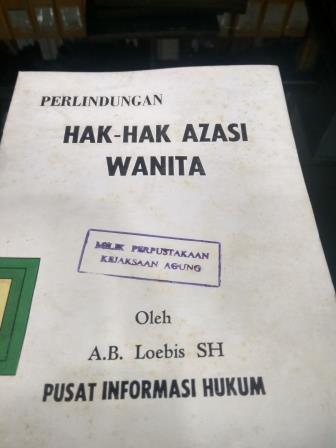 PERLINDUNGAN
HAK-HAK AZASI
WANITA
MILIK PERPUSTAKAAN
KEJAKSAAN AGUNG
Oleh
A.B. Loebis SH
PUSAT INFORMASI HUKUM